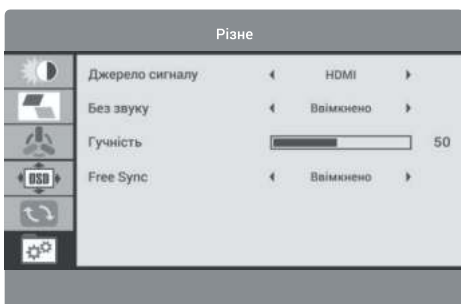 Різне
Джерело сигналу HDMI
Без звуку Ввімкнено
Гучність 50
OSD Free Sync Ввімкнено